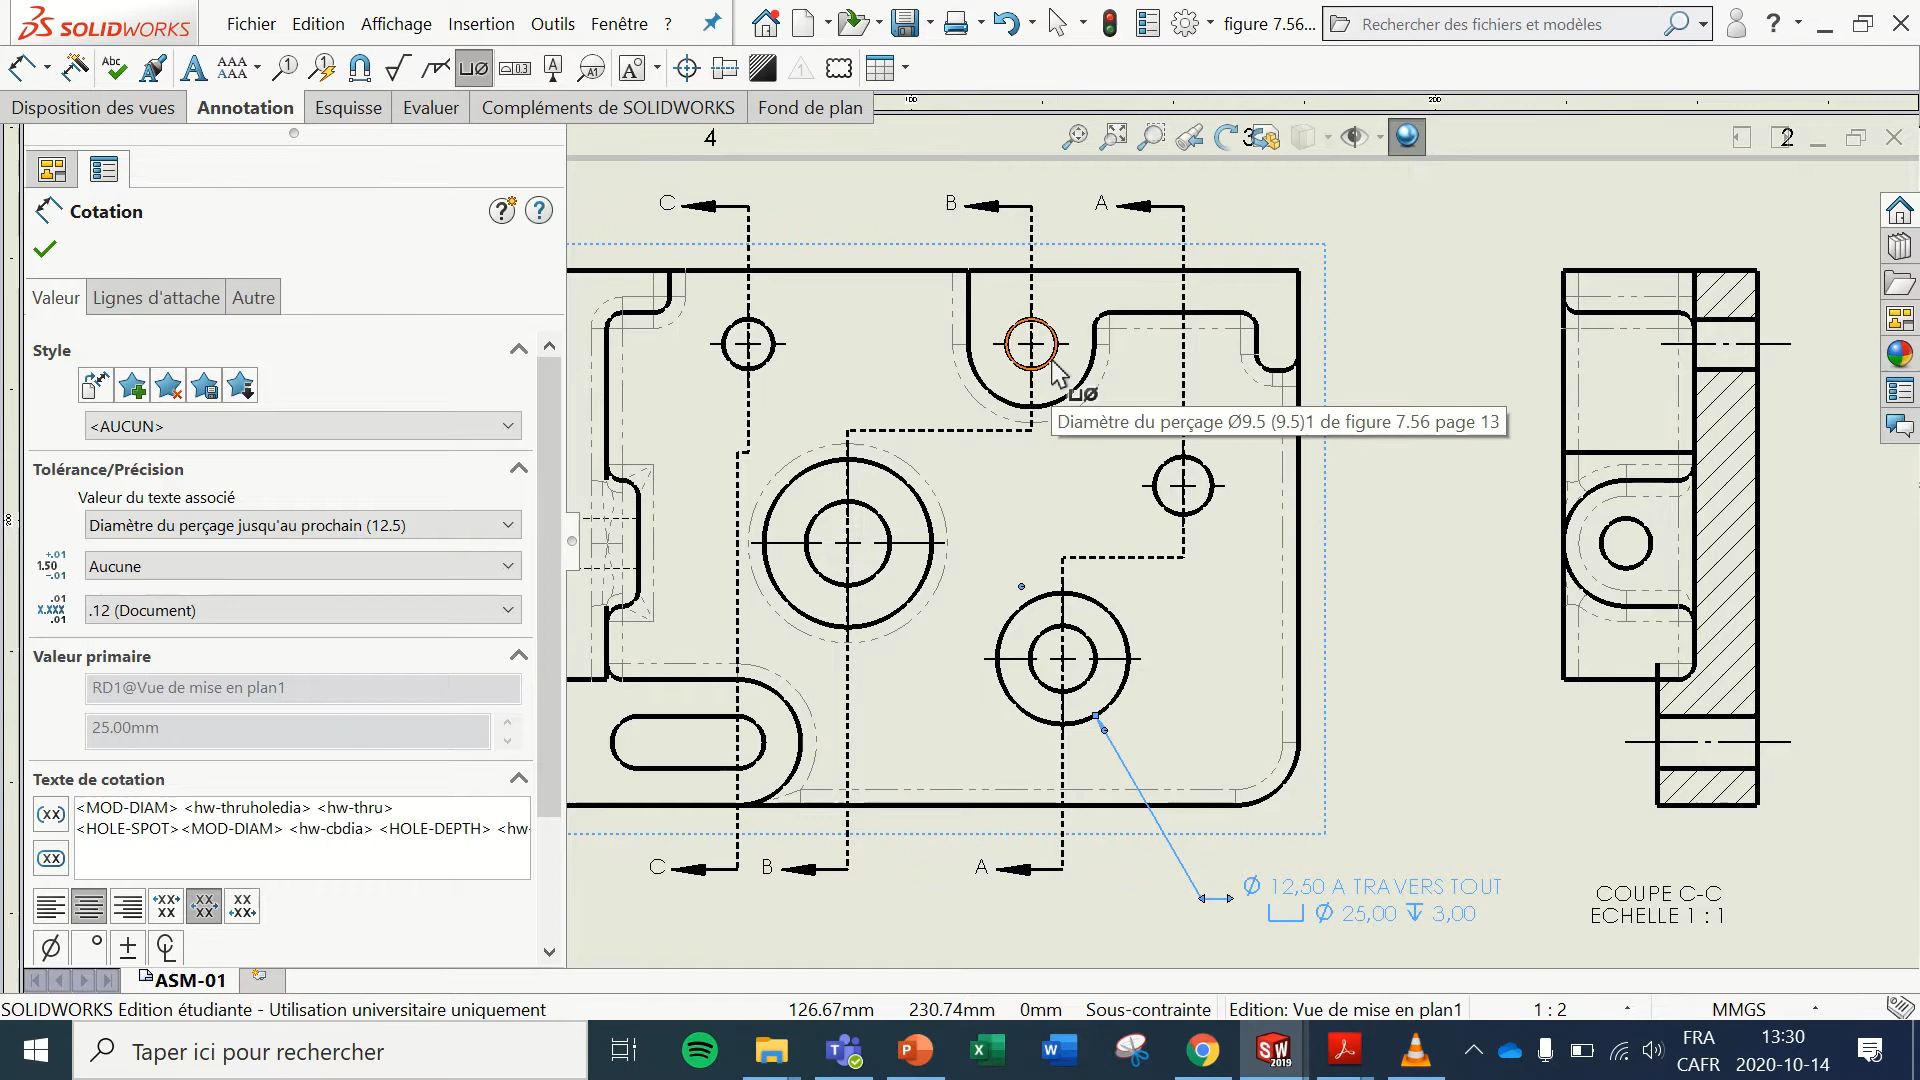 SOLIDWORKS
Fichier Edition Affichage Insertion Outils Fenêtre ?
figure 7.56...
Rechercher des fichiers et modèles
Disposition des vues
Annotation
Esquisse
Evaluer
Compléments de SOLIDWORKS
Fond de plan
100
200
4
3
2
Cotation
Valeur
Lignes d'attache
Autre
Style
<AUCUN>
Tolérance/Précision
Valeur du texte associé
Diamètre du perçage jusqu'au prochain (12.5)
Aucune
.12 (Document)
Valeur primaire
RD1@Vue de mise en plan1
25.00mm
Texte de cotation
<MOD-DIAM> <hw-thruholedia> <hw-thru>
<HOLE-SPOT><MOD-DIAM> <hw-cbdia> <HOLE-DEPTH> <hw-
C
B
A
Diamètre du perçage Ø9.5 (9.5)1 de figure 7.56 page 13
C
B
A
Ø 12,50 A TRAVERS TOUT
⌴ Ø 25,00 ↧ 3,00
COUPE C-C
ECHELLE 1 : 1
ASM-01
SOLIDWORKS Edition étudiante - Utilisation universitaire uniquement
126.67mm
230.74mm
0mm
Sous-contrainte
Edition: Vue de mise en plan1
1 : 2
MMGS
Taper ici pour rechercher
FRA
CAFR
13:30
2020-10-14